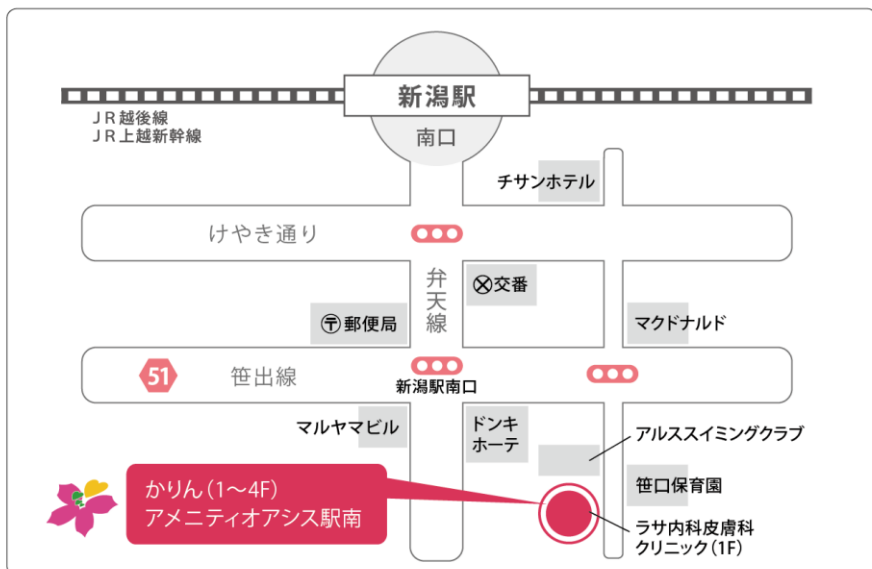 新潟駅
南口
JR越後線
JR上越新幹線
チサンホテル
けやき通り
弁天線
交番
〒郵便局
マクドナルド
51
笹出線
新潟駅南口
マルヤマビル
ドンキ
ホーテ
アルススイミングクラブ
かりん(1〜4F)
アメニティオアシス駅南
笹口保育園
ラサ内科皮膚科
クリニック(1F)